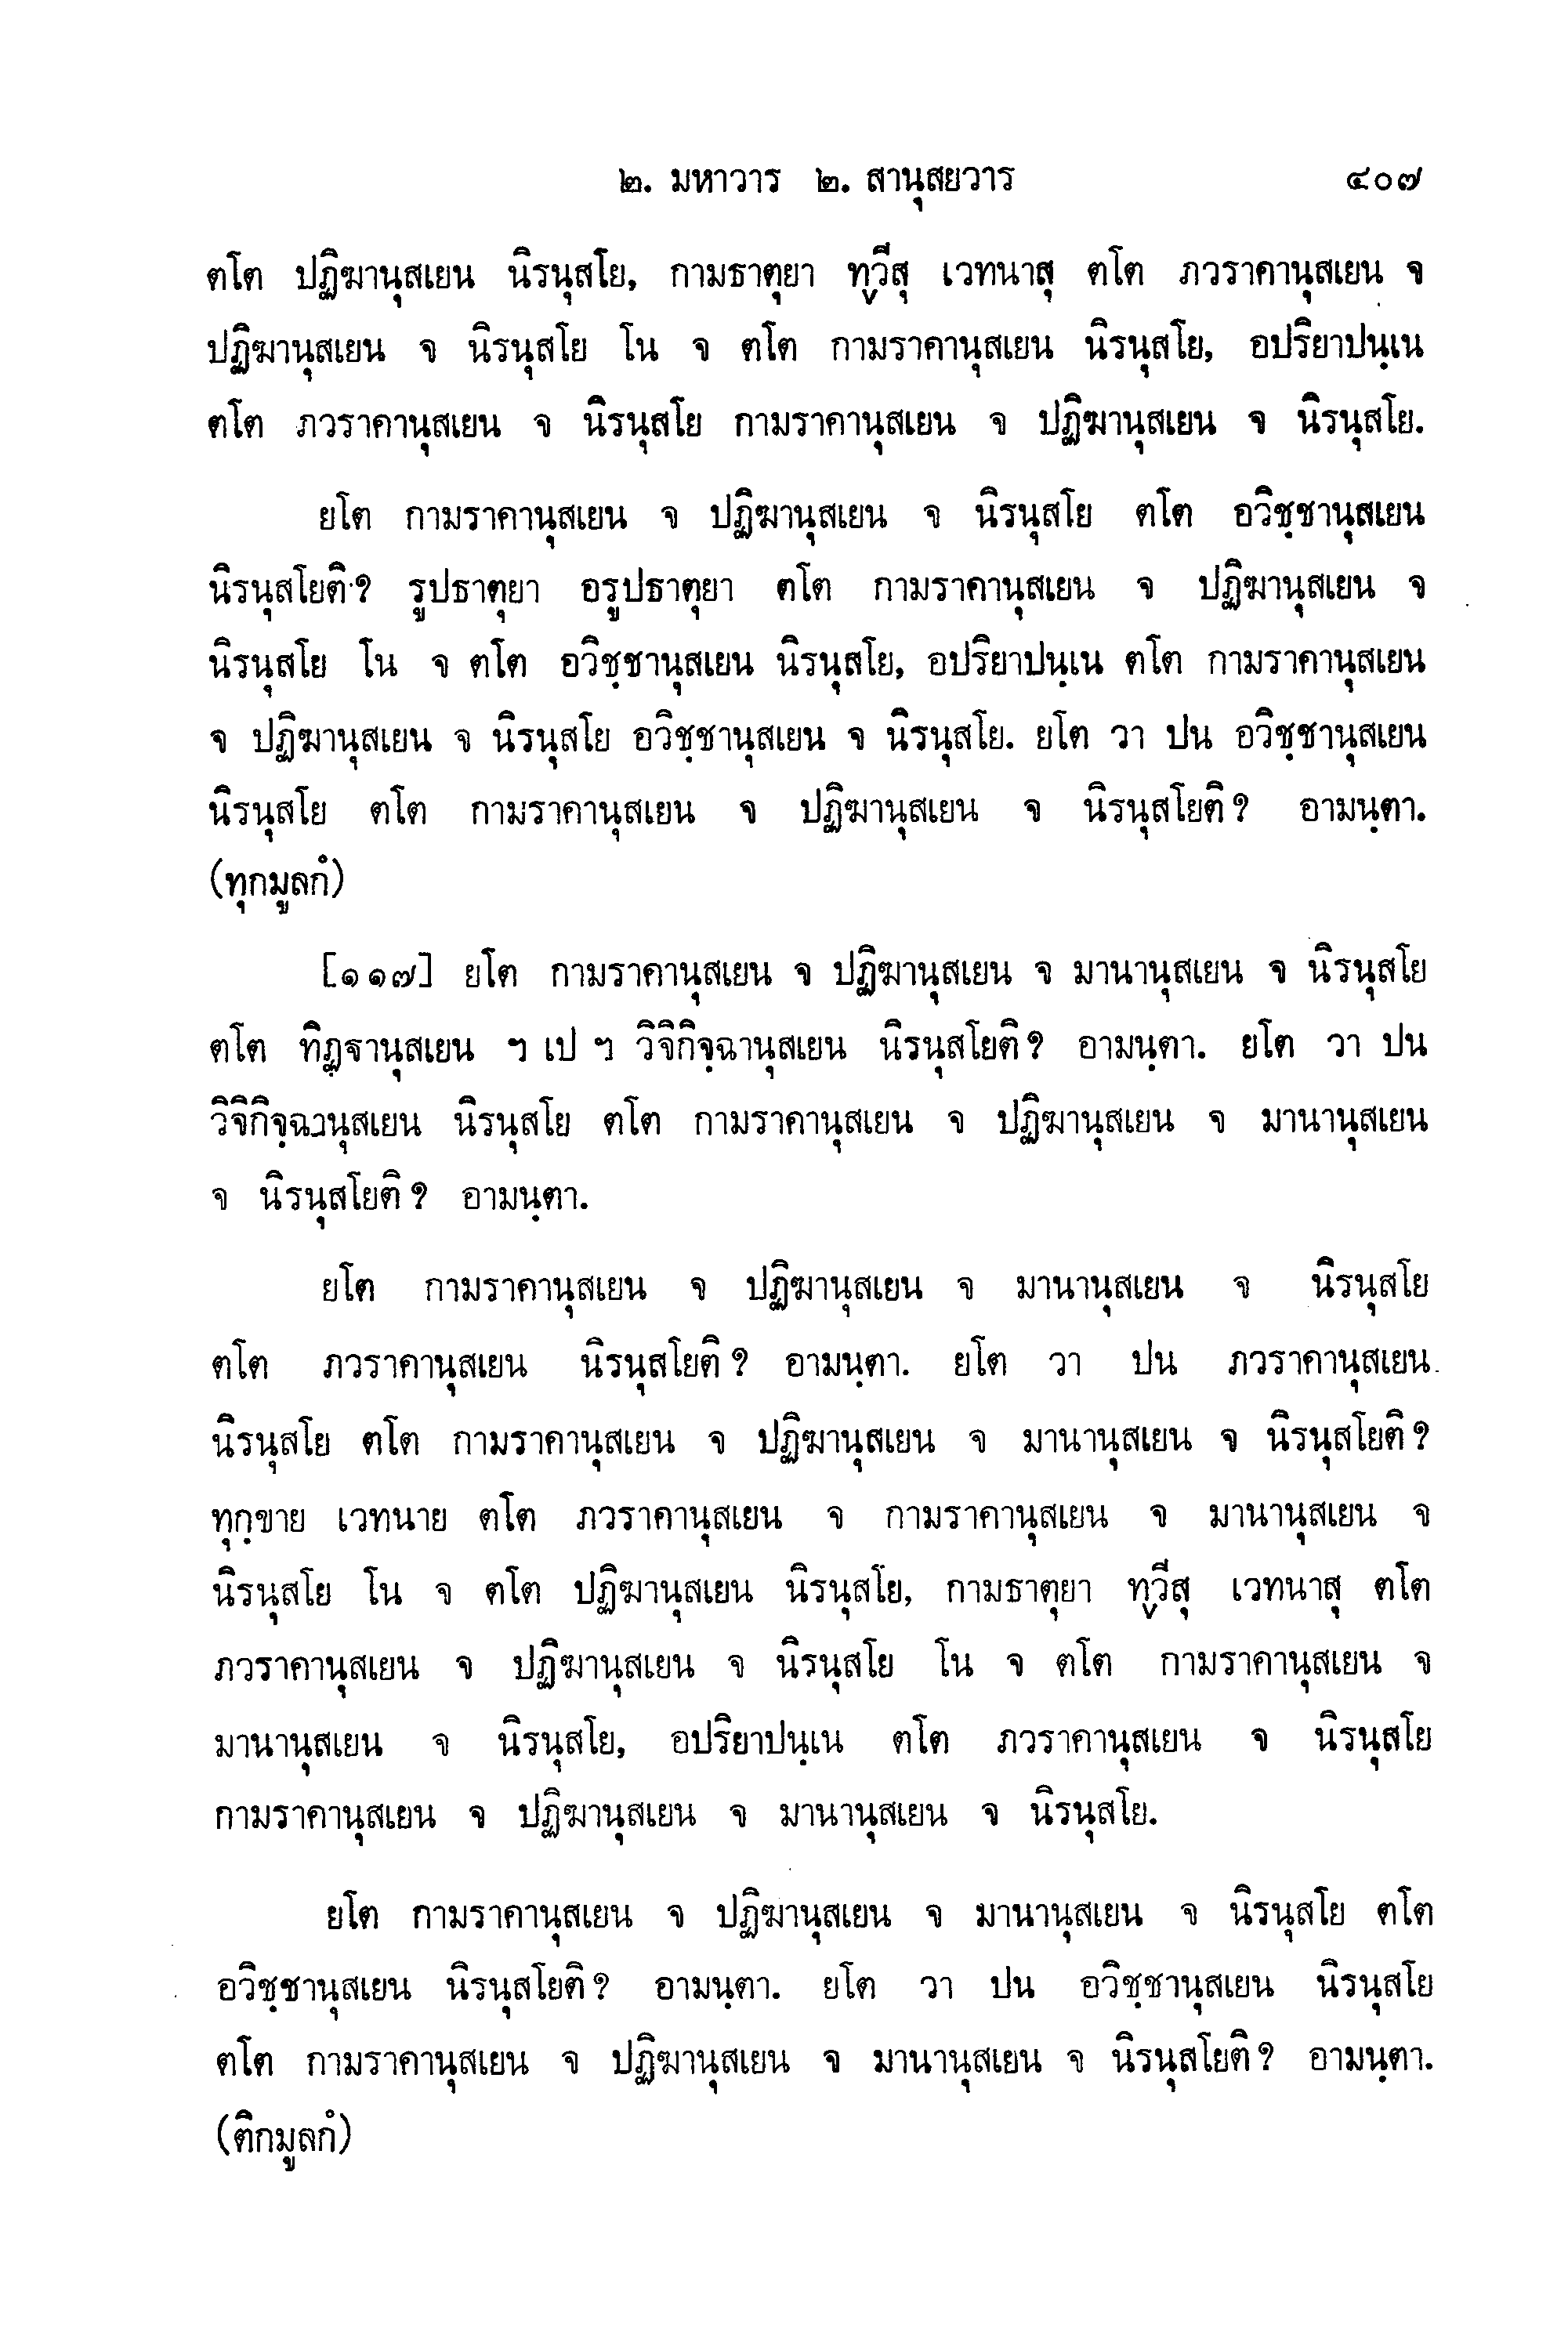 ๒. มหาวาร ๒. สานุสยวาร ๔๐๗
ตโต ปฏิฆานุสเยน นิรนุสโย, กามธาตุยา ทฺวีสุ เวทนาสุ ตโต ภวราคานุสเยน จ
ปฏิฆานุสเยน จ นิรนุสโย โน จ ตโต กามราคานุสเยน นิรนุสโย, อปริยาปนฺเน
ตโต ภวราคานุสเยน จ นิรนุสโย กามราคานุสเยน จ ปฏิฆานุสเยน จ นิรนุสโย.
ยโต กามราคานุสเยน จ ปฏิฆานุสเยน จ นิรนุสโย ตโต อวิชฺชานุสเยน
นิรนุสโยติ? รูปธาตุยา อรูปธาตุยา ตโต กามราคานุสเยน จ ปฏิฆานุสเยน จ
นิรนุสโย โน จ ตโต อวิชฺชานุสเยน นิรนุสโย, อปริยาปนฺเน ตโต กามราคานุสเยน
จ ปฏิฆานุสเยน จ นิรนุสโย อวิชฺชานุสเยน จ นิรนุสโย. ยโต วา ปน อวิชฺชานุสเยน
นิรนุสโย ตโต กามราคานุสเยน จ ปฏิฆานุสเยน จ นิรนุสโยติ? อามนฺตา.
(ทุกมูลกํ)
[๑๑๗] ยโต กามราคานุสเยน จ ปฏิฆานุสเยน จ มานานุสเยน จ นิรนุสโย
ตโต ทิฏฺฐานุสเยน ฯ เป ฯ วิจิกิจฺฉานุสเยน นิรนุสโยติ? อามนฺตา. ยโต วา ปน
วิจิกิจฺฉานุสเยน นิรนุสโย ตโต กามราคานุสเยน จ ปฏิฆานุสเยน จ มานานุสเยน
จ นิรนุสโยติ? อามนฺตา.
ยโต กามราคานุสเยน จ ปฏิฆานุสเยน จ มานานุสเยน จ นิรนุสโย
ตโต ภวราคานุสเยน นิรนุสโยติ? อามนฺตา. ยโต วา ปน ภวราคานุสเยน
นิรนุสโย ตโต กามราคานุสเยน จ ปฏิฆานุสเยน จ มานานุสเยน จ นิรนุสโยติ?
ทุกฺขาย เวทนาย ตโต ภวราคานุสเยน จ กามราคานุสเยน จ มานานุสเยน จ
นิรนุสโย โน จ ตโต ปฏิฆานุสเยน นิรนุสโย, กามธาตุยา ทฺวีสุ เวทนาสุ ตโต
ภวราคานุสเยน จ ปฏิฆานุสเยน จ นิรนุสโย โน จ ตโต กามราคานุสเยน จ
มานานุสเยน จ นิรนุสโย, อปริยาปนฺเน ตโต ภวราคานุสเยน จ นิรนุสโย
กามราคานุสเยน จ ปฏิฆานุสเยน จ มานานุสเยน จ นิรนุสโย.
ยโต กามราคานุสเยน จ ปฏิฆานุสเยน จ มานานุสเยน จ นิรนุสโย ตโต
อวิชฺชานุสเยน นิรนุสโยติ? อามนฺตา. ยโต วา ปน อวิชฺชานุสเยน นิรนุสโย
ตโต กามราคานุสเยน จ ปฏิฆานุสเยน จ มานานุสเยน จ นิรนุสโยติ? อามนฺตา.
(ติกมูลกํ)